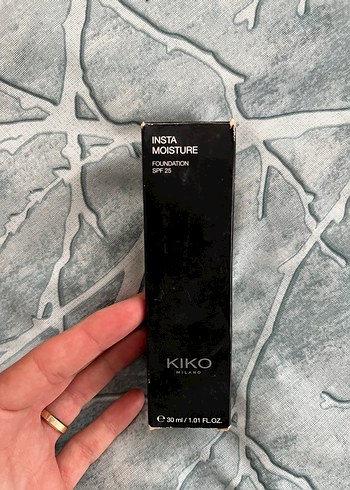 INSTA
MOISTURE
FOUNDATION
SPF 25
KIKO
MILANO
℮ 30 ml / 1.01 FL.OZ.